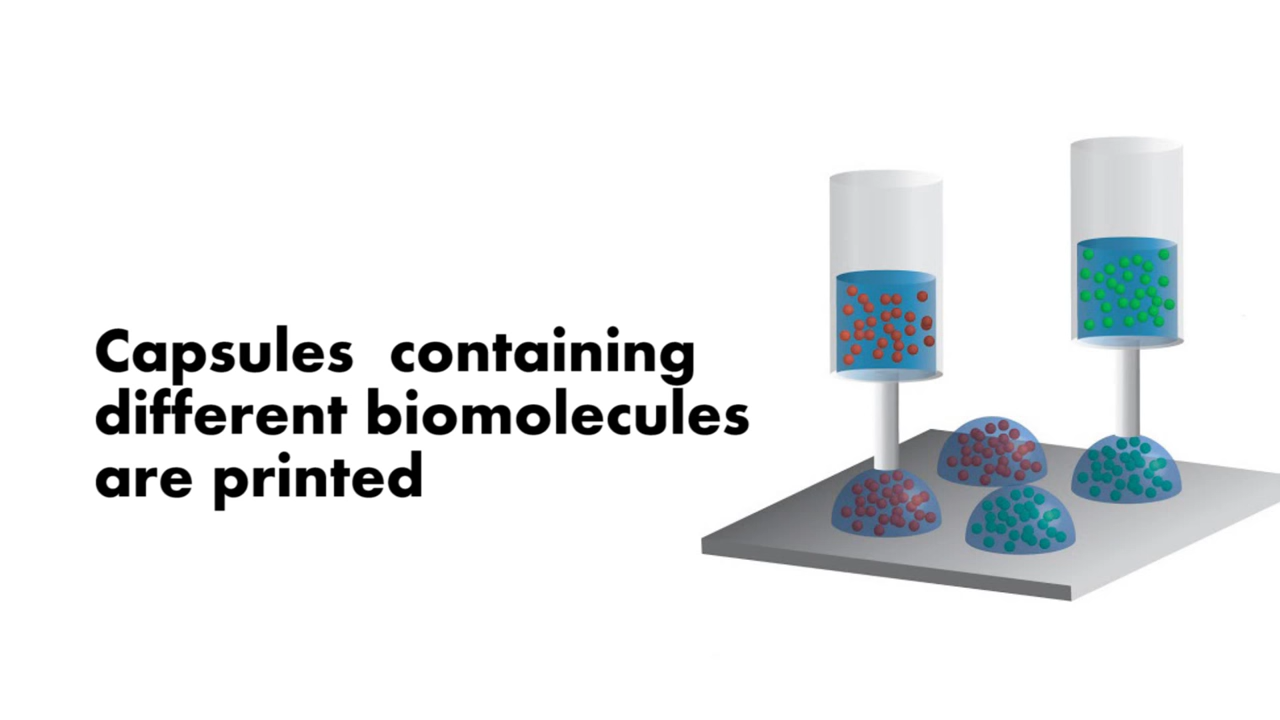 Capsules  containing
different biomolecules
are printed